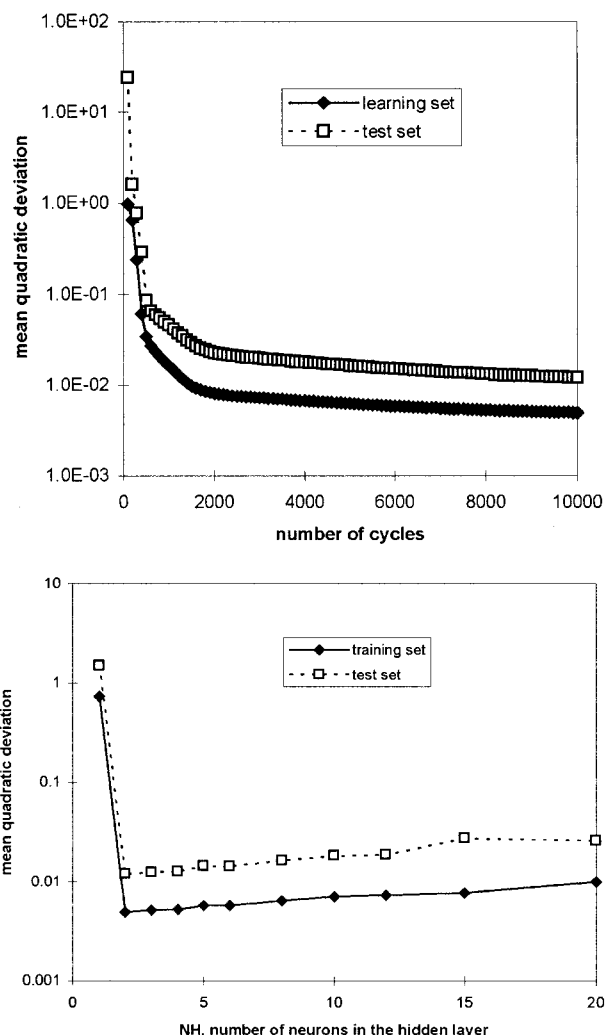 1.0E+02
1.0E+01
1.0E+00
1.0E-01
1.0E-02
1.0E-03
mean quadratic deviation
learning set
test set
0 2000 4000 6000 8000 10000
number of cycles
10
1
0.1
0.01
0.001
mean quadratic deviation
training set
test set
0 5 10 15 20
NH, number of neurons in the hidden layer